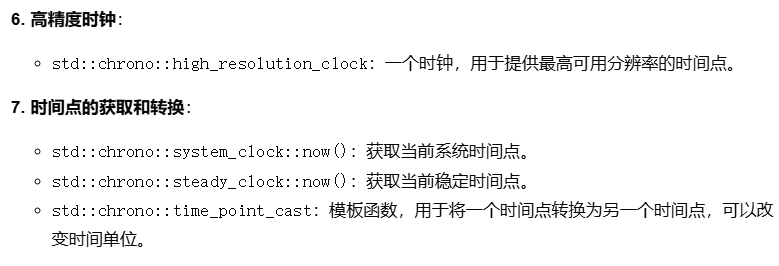 6. 高精度时钟：
std::chrono::high_resolution_clock：一个时钟，用于提供最高可用分辨率的时间点。
7. 时间点的获取和转换：
std::chrono::system_clock::now()：获取当前系统时间点。
std::chrono::steady_clock::now()：获取当前稳定时间点。
std::chrono::time_point_cast：模板函数，用于将一个时间点转换为另一个时间点，可以改
变时间单位。